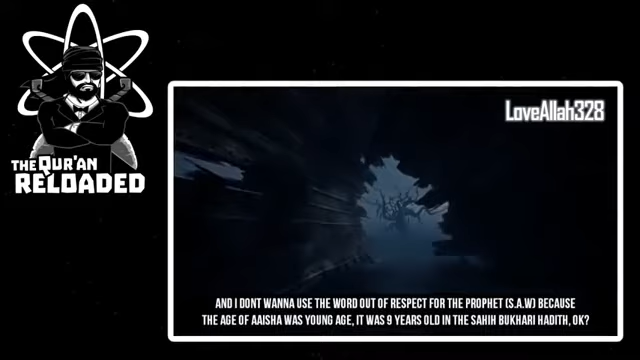 THE QUR'AN
RELOADED
LoveAllah328
AND I DONT WANNA USE THE WORD OUT OF RESPECT FOR THE PROPHET (S.A.W) BECAUSE
THE AGE OF AAISHA WAS YOUNG AGE, IT WAS 9 YEARS OLD IN THE SAHIH BUKHARI HADITH, OK?